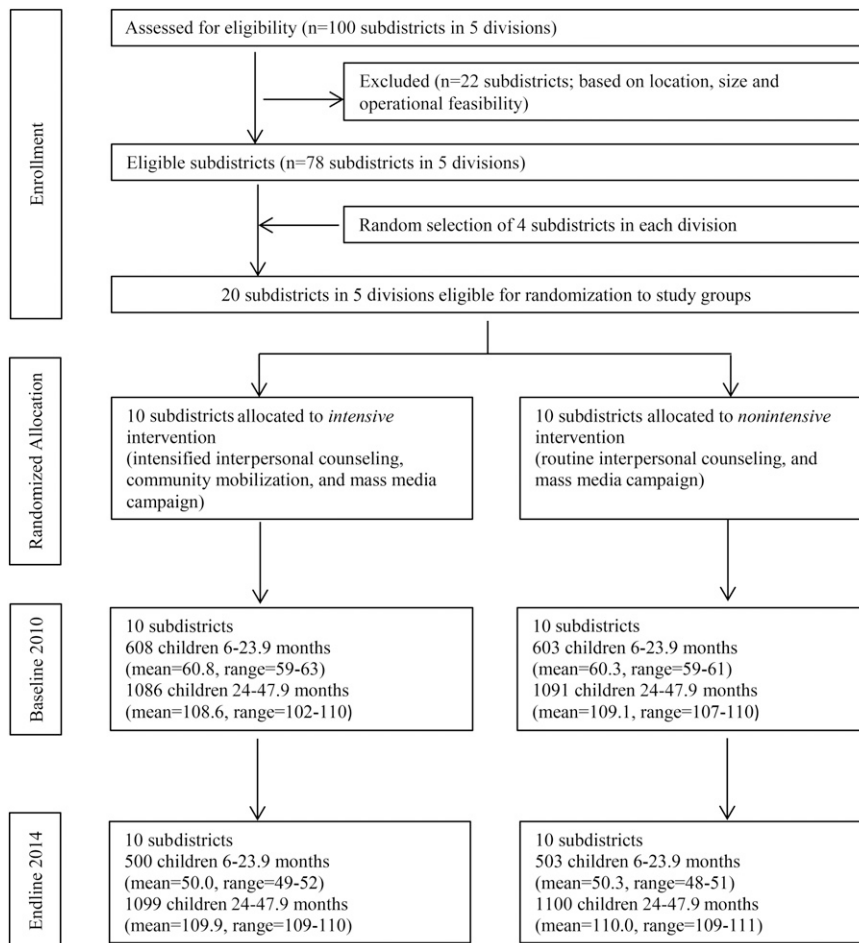 Enrollment
Assessed for eligibility (n=100 subdistricts in 5 divisions)
Excluded (n=22 subdistricts; based on location, size and
operational feasibility)
Eligible subdistricts (n=78 subdistricts in 5 divisions)
Random selection of 4 subdistricts in each division
20 subdistricts in 5 divisions eligible for randomization to study groups
Randomized Allocation
10 subdistricts allocated to intensive
intervention
(intensified interpersonal counseling,
community mobilization, and mass media
campaign)
10 subdistricts allocated to nonintensive
intervention
(routine interpersonal counseling, and
mass media campaign)
Baseline 2010
10 subdistricts
608 children 6-23.9 months
(mean=60.8, range=59-63)
1086 children 24-47.9 months
(mean=108.6, range=102-110)
10 subdistricts
603 children 6-23.9 months
(mean=60.3, range=59-61)
1091 children 24-47.9 months
(mean=109.1, range=107-110)
Endline 2014
10 subdistricts
500 children 6-23.9 months
(mean=50.0, range=49-52)
1099 children 24-47.9 months
(mean=109.9, range=109-110)
10 subdistricts
503 children 6-23.9 months
(mean=50.3, range=48-51)
1100 children 24-47.9 months
(mean=110.0, range=109-111)